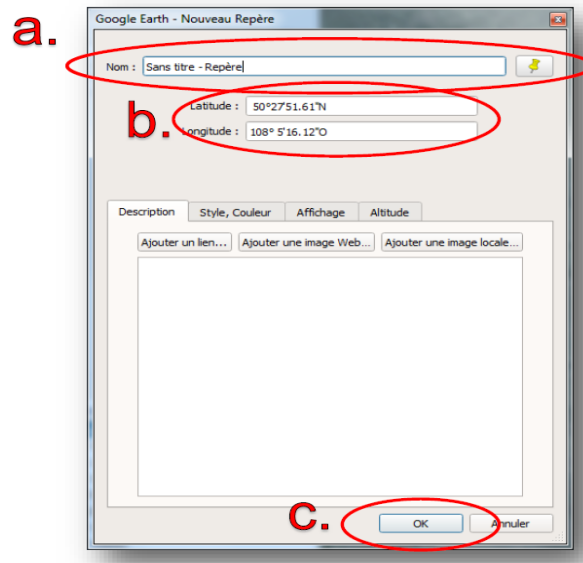 a.
Google Earth - Nouveau Repère
Nom : Sans titre - Repère
b.
Latitude : 50°27'51.61"N
Longitude : 108° 5'16.12"O
Description Style, Couleur Affichage Altitude
Ajouter un lien... Ajouter une image Web... Ajouter une image locale...
c.
OK Annuler